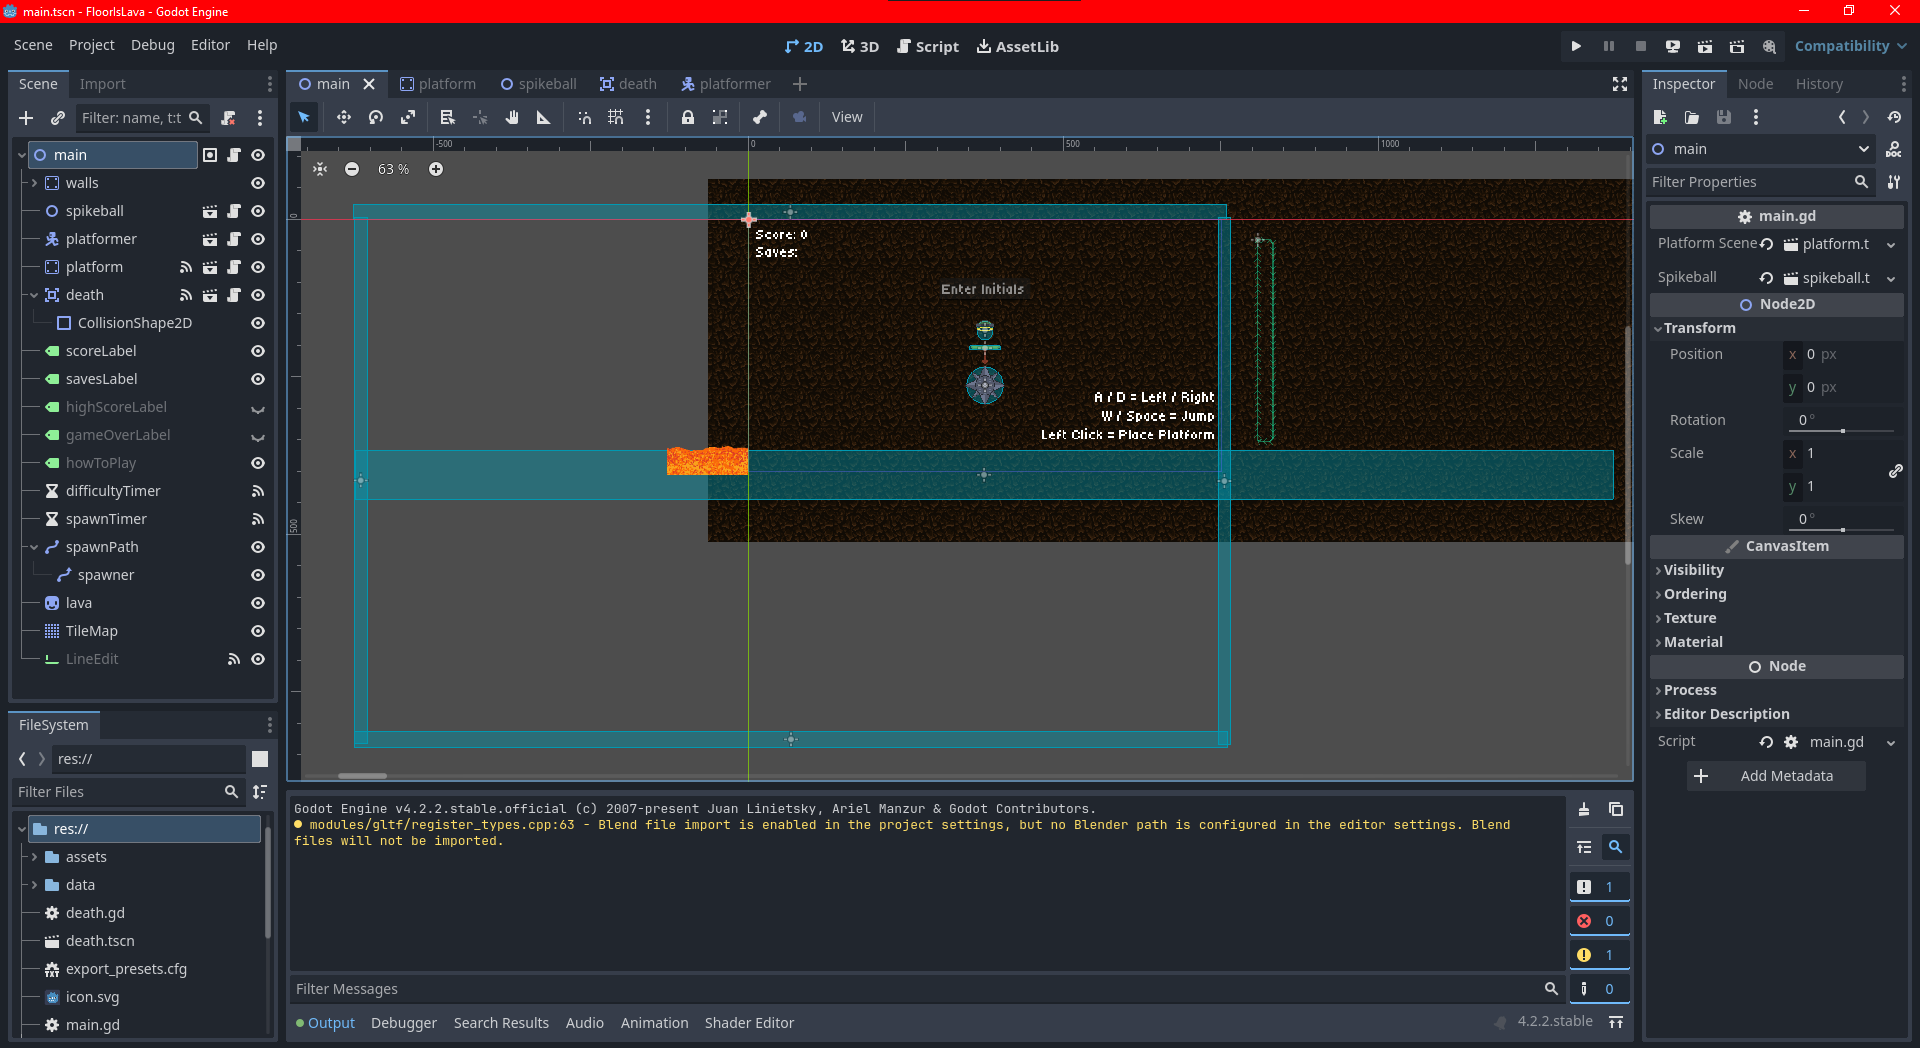 main.tscn - FloorIsLava - Godot Engine
Scene Project Debug Editor Help
2D 3D Script AssetLib
Compatibility
Scene Import
Filter: name, t:t
main
walls
spikeball
platformer
platform
death
CollisionShape2D
scoreLabel
savesLabel
highScoreLabel
gameOverLabel
howToPlay
difficultyTimer
spawnTimer
spawnPath
spawner
lava
TileMap
LineEdit
FileSystem
res://
Filter Files
res://
assets
data
death.gd
death.tscn
export_presets.cfg
icon.svg
main.gd
main platform spikeball death platformer
View
-500 0 500 1000
63 %
0
500
Score: 0
Saves:
Enter Initials
A / D = Left / Right
W / Space = Jump
Left Click = Place Platform
Godot Engine v4.2.2.stable.official (c) 2007-present Juan Linietsky, Ariel Manzur & Godot Contributors.
modules/gltf/register_types.cpp:63 - Blend file import is enabled in the project settings, but no Blender path is configured in the editor settings. Blend
files will not be imported.
1
0
1
0
Filter Messages
Output Debugger Search Results Audio Animation Shader Editor
4.2.2.stable
Inspector Node History
main
DOC
Filter Properties
main.gd
Platform Scene platform.t
Spikeball spikeball.t
Node2D
Transform
Position x 0 px
y 0 px
Rotation 0 °
Scale x 1
y 1
Skew 0 °
CanvasItem
Visibility
Ordering
Texture
Material
Node
Process
Editor Description
Script main.gd
Add Metadata